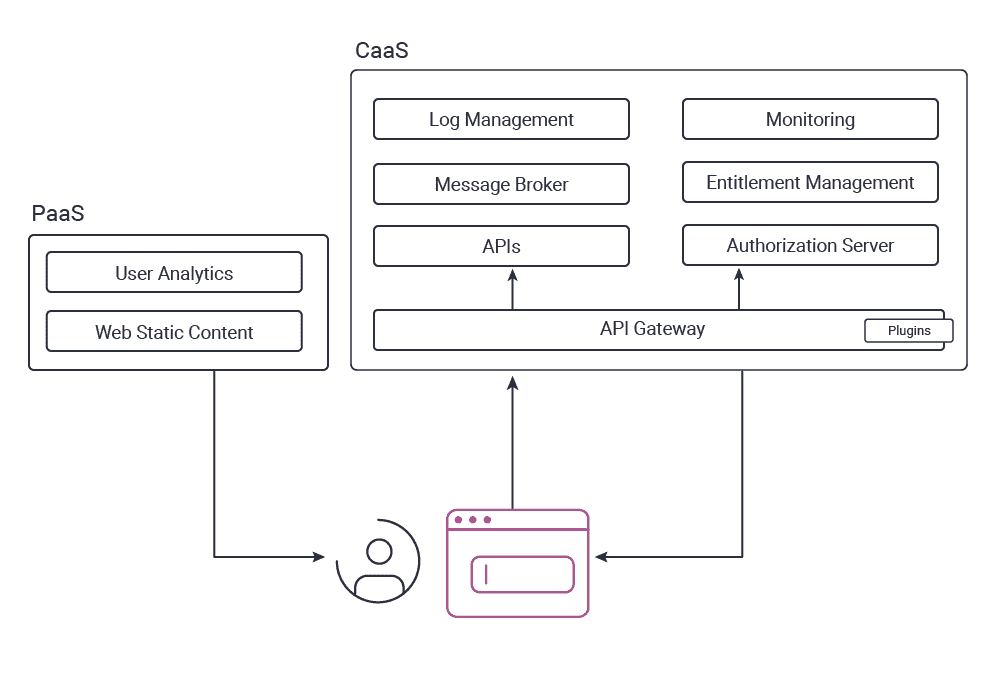 CaaS
Log Management
Monitoring
Message Broker
Entitlement Management
APIs
Authorization Server
API Gateway
Plugins
PaaS
User Analytics
Web Static Content